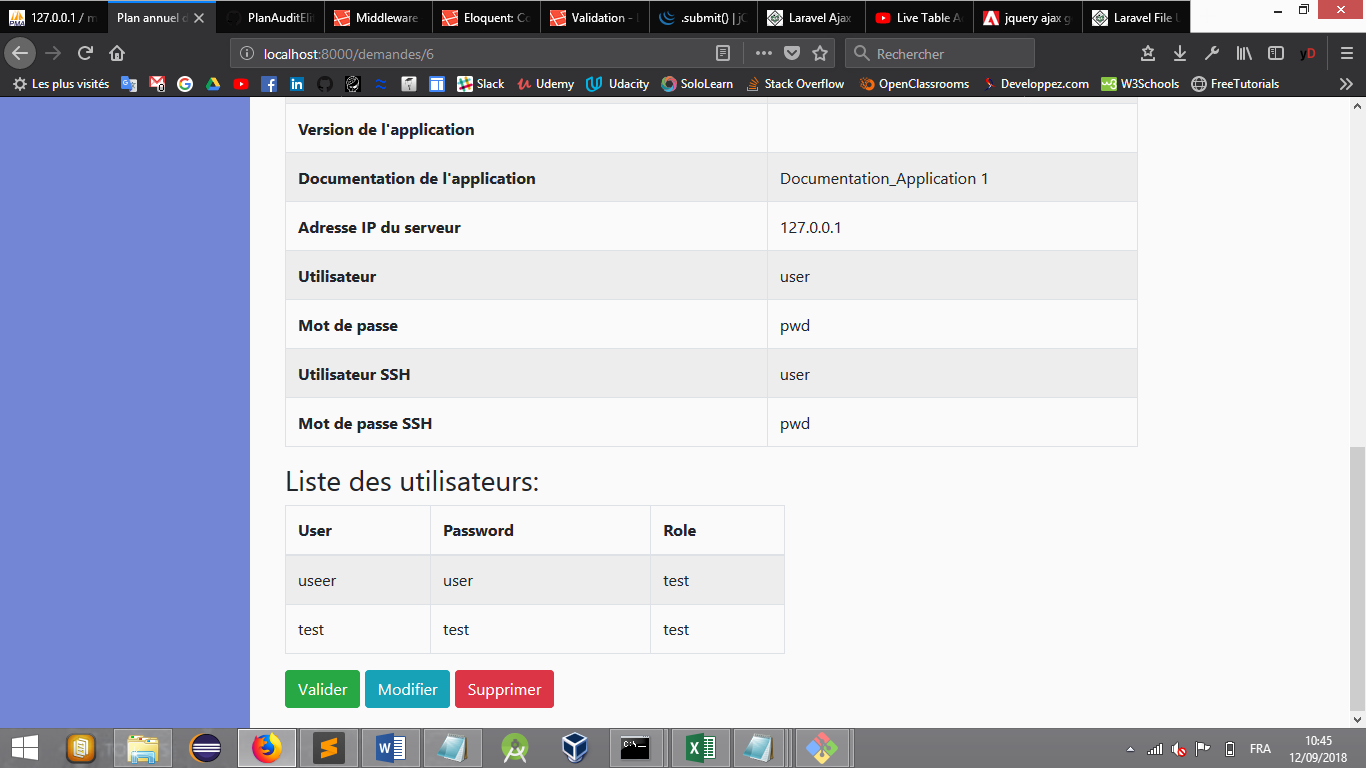 127.0.0.1 / m
Plan annuel d
PlanAuditElit
Middleware
Eloquent: Co
Validation - L
.submit() | jQ
Laravel Ajax
Live Table Ad
jquery ajax g
Laravel File U
localhost:8000/demandes/6
Rechercher
yD
Les plus visités
Slack
Udemy
Udacity
SoloLearn
Stack Overflow
OpenClassrooms
Developpez.com
W3Schools
FreeTutorials
Version de l'application
Documentation de l'application Documentation_Application 1
Adresse IP du serveur 127.0.0.1
Utilisateur user
Mot de passe pwd
Utilisateur SSH user
Mot de passe SSH pwd
Liste des utilisateurs:
User Password Role
useer user test
test test test
Valider Modifier Supprimer
FRA
10:45
12/09/2018